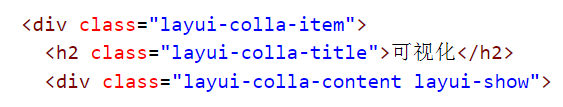 <div class="layui-colla-item">
<h2 class="layui-colla-title">可视化</h2>
<div class="layui-colla-content layui-show">